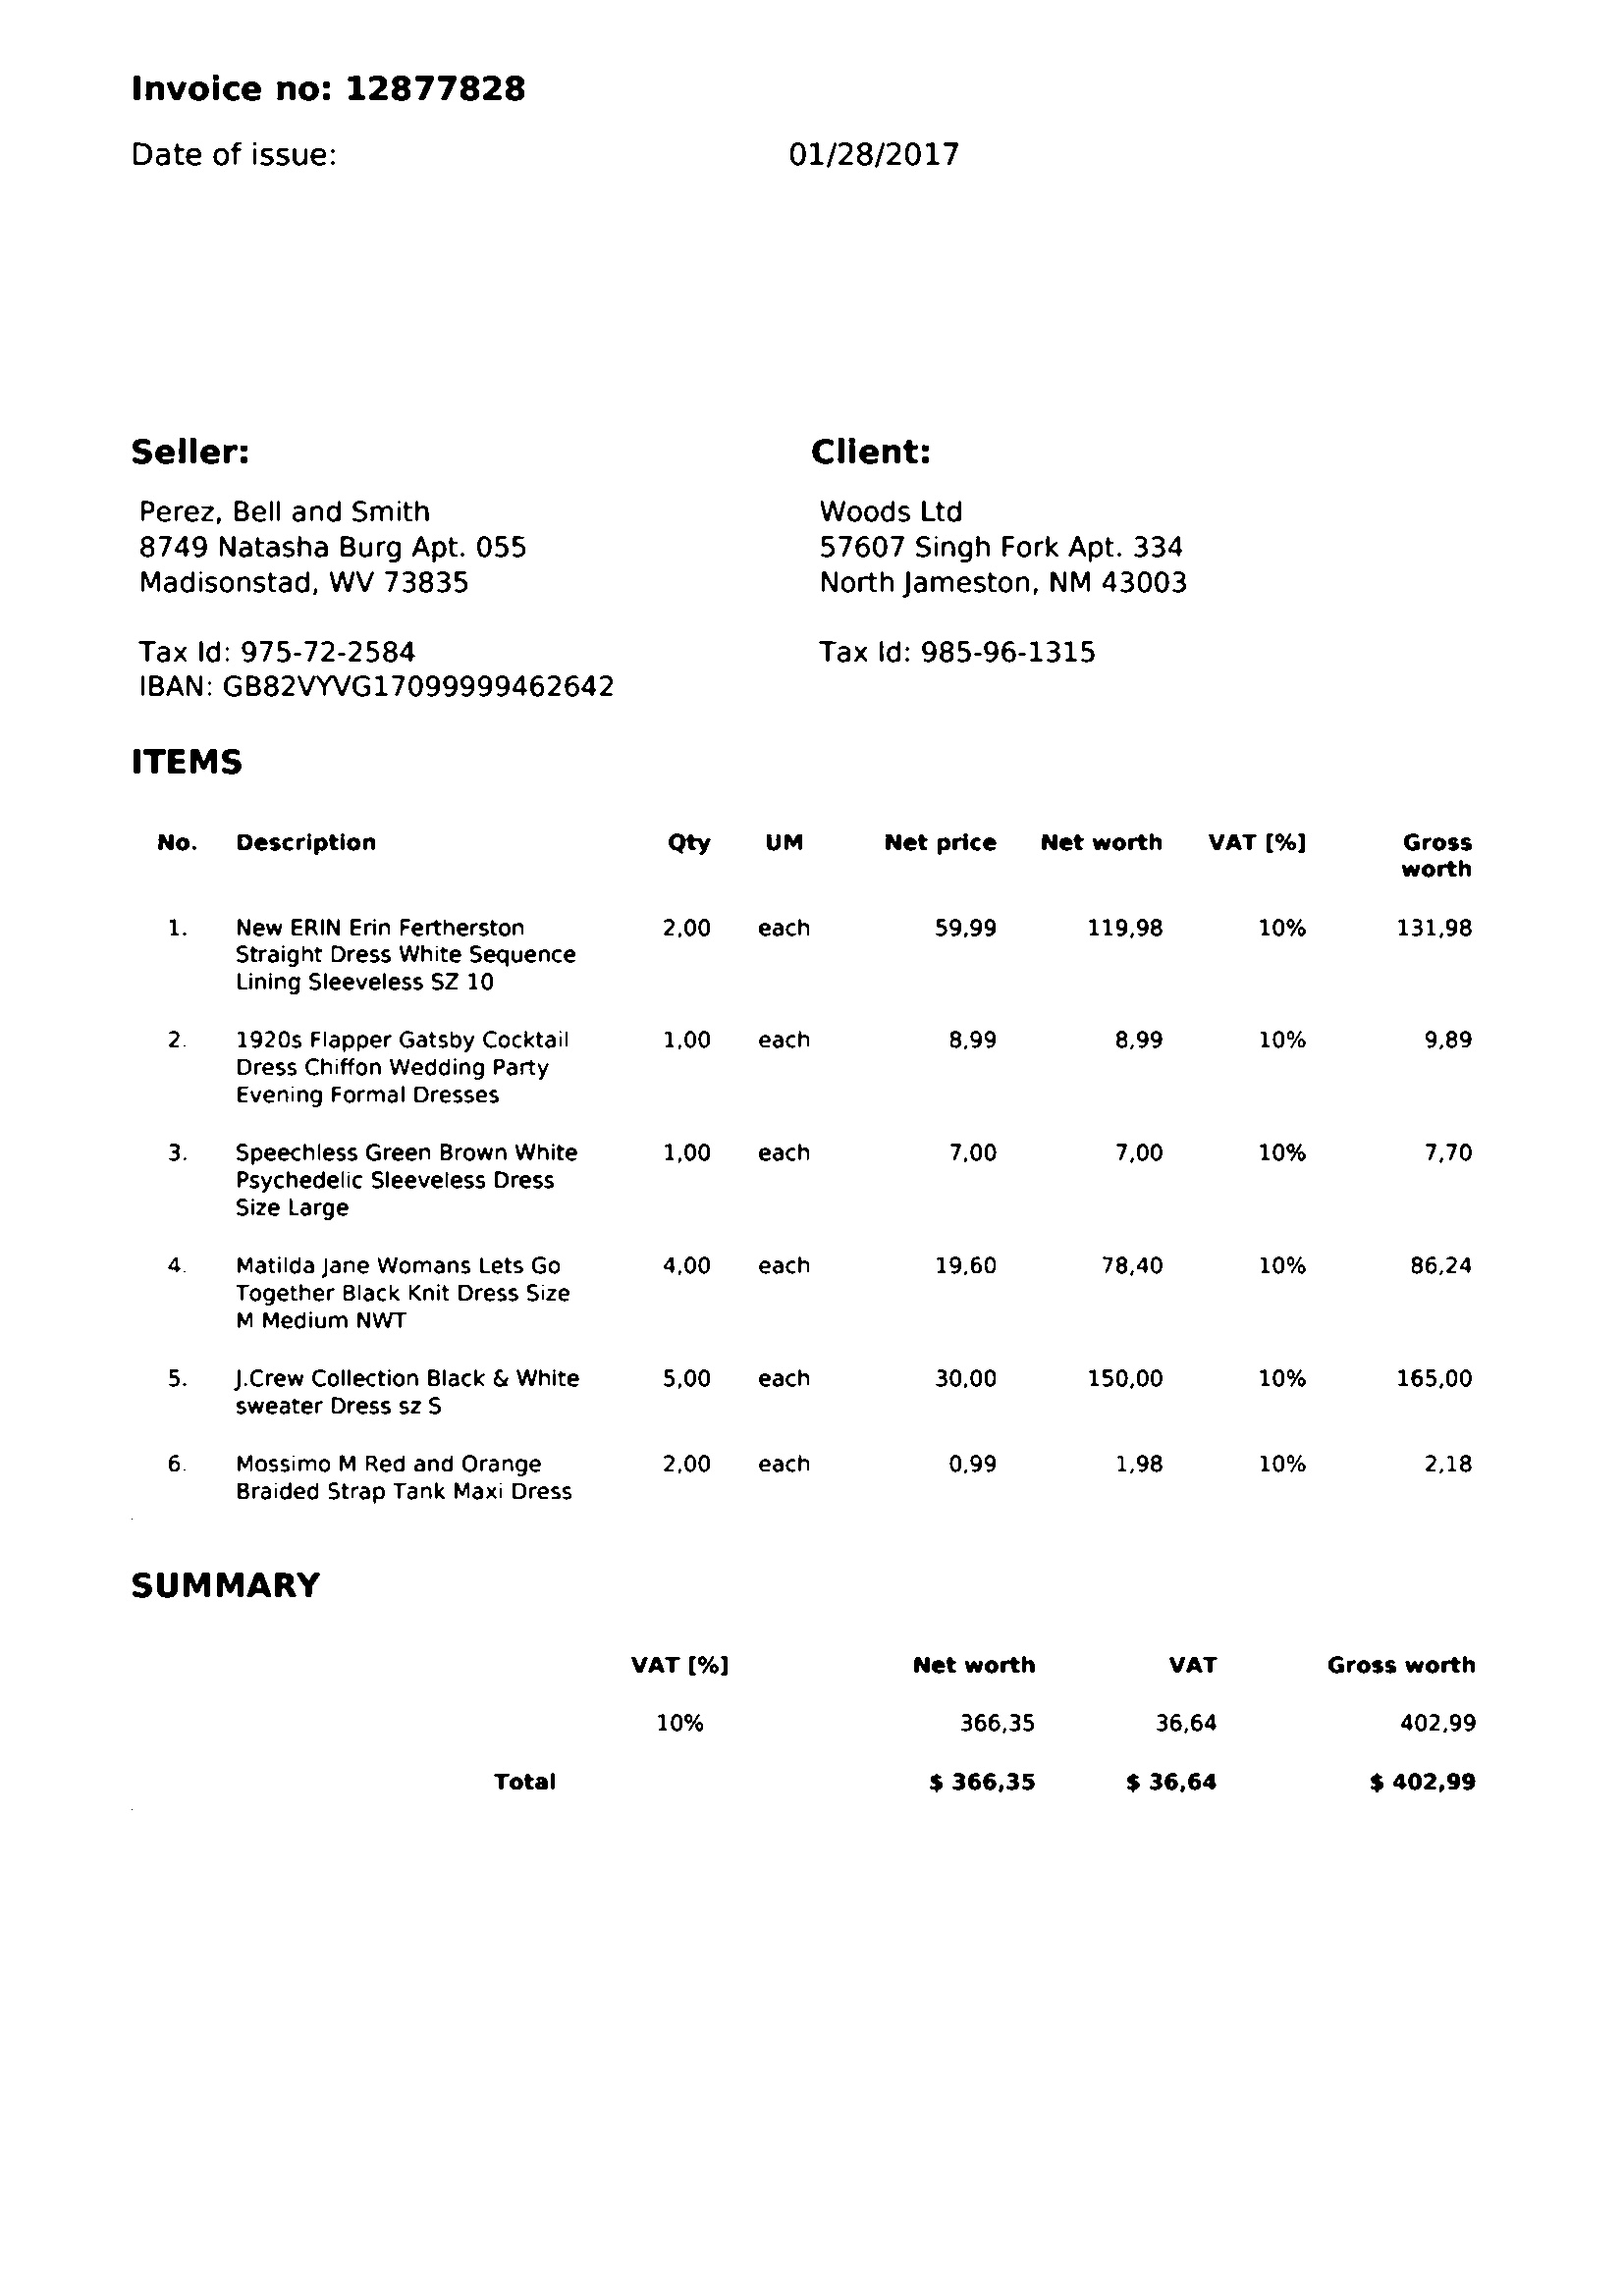 Invoice no: 12877828
Date of issue: 01/28/2017
Seller: Client:
Perez, Bell and Smith Woods Ltd
8749 Natasha Burg Apt. 055 57607 Singh Fork Apt. 334
Madisonstad, WV 73835 North Jameston, NM 43003
Tax Id: 975-72-2584 Tax Id: 985-96-1315
IBAN: GB82VYVG17099999462642
ITEMS
No. Description Qty UM Net price Net worth VAT [%] Gross
worth
1. New ERIN Erin Fertherston 2,00 each 59,99 119,98 10% 131,98
Straight Dress White Sequence
Lining Sleeveless SZ 10
2. 1920s Flapper Gatsby Cocktail 1,00 each 8,99 8,99 10% 9,89
Dress Chiffon Wedding Party
Evening Formal Dresses
3. Speechless Green Brown White 1,00 each 7,00 7,00 10% 7,70
Psychedelic Sleeveless Dress
Size Large
4. Matilda Jane Womans Lets Go 4,00 each 19,60 78,40 10% 86,24
Together Black Knit Dress Size
M Medium NWT
5. J.Crew Collection Black & White 5,00 each 30,00 150,00 10% 165,00
sweater Dress sz S
6. Mossimo M Red and Orange 2,00 each 0,99 1,98 10% 2,18
Braided Strap Tank Maxi Dress
SUMMARY
VAT [%] Net worth VAT Gross worth
10% 366,35 36,64 402,99
Total $ 366,35 $ 36,64 $ 402,99